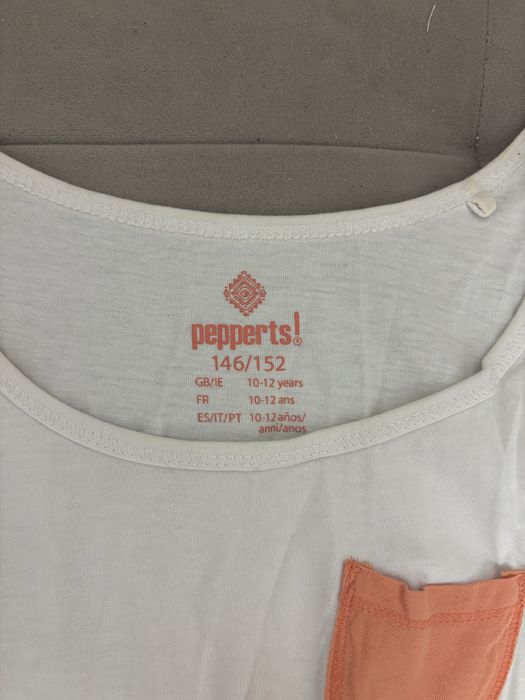 pepperts!®
146/152
GB/IE 10-12 years
FR 10-12 ans
ES/IT/PT 10-12 años/
anni/anos